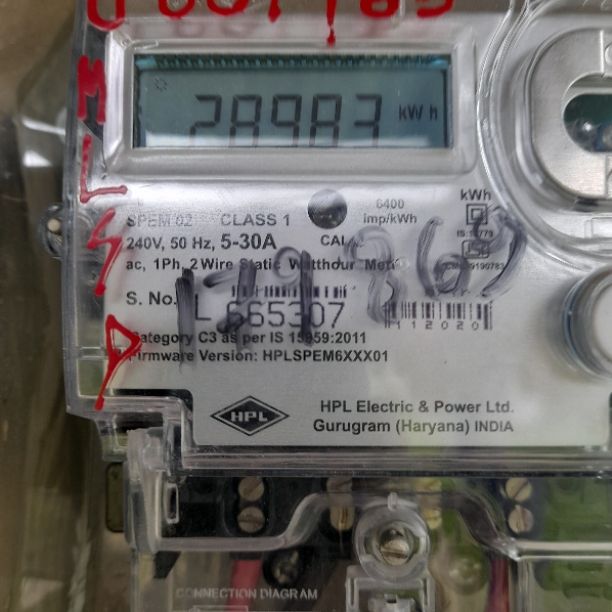 M
L
S
P
28983 kWh
6400
imp/kWh
kWh
SPEM 02 CLASS 1
240V, 50 Hz, 5-30A
CAL
ac, 1Ph, 2 Wire Static Watthour
S. No.
665307
112020
Category C3 as per IS 15959:2011
Firmware Version: HPLSPEM6XXX01
HPL
HPL Electric & Power Ltd.
Gurugram (Haryana) INDIA
CONNECTION DIAGRAM